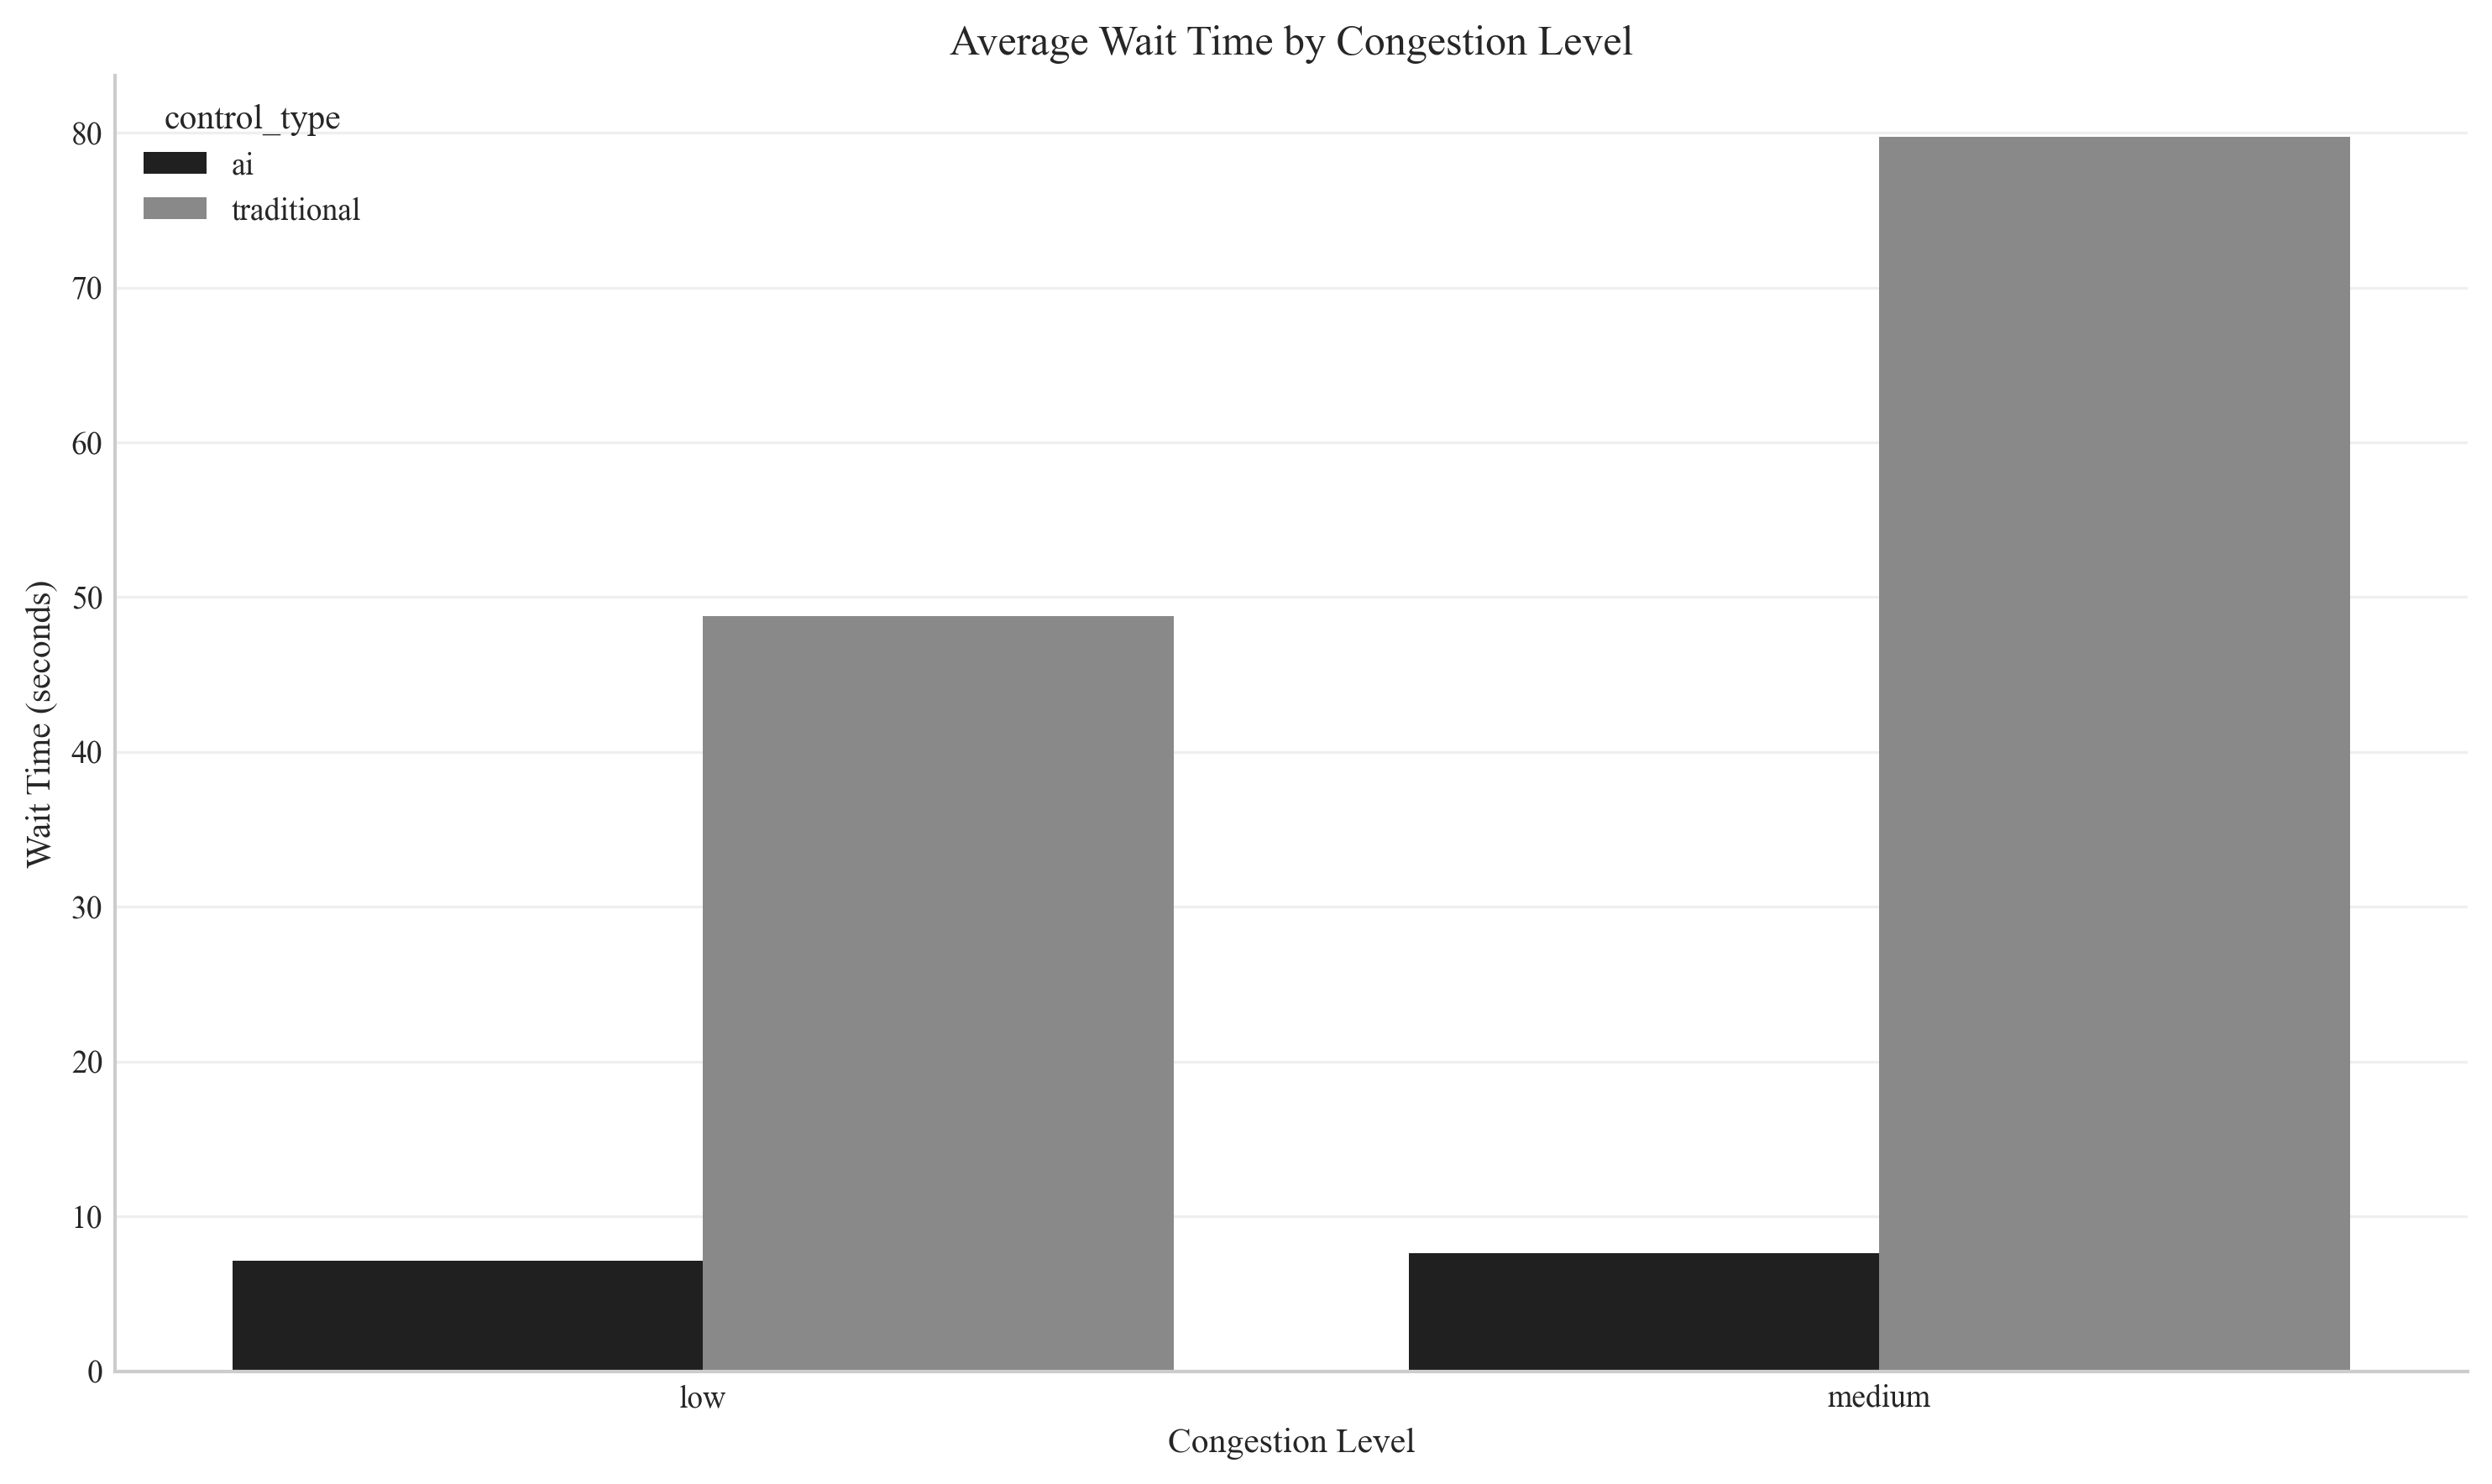 Average Wait Time by Congestion Level
control_type
ai
traditional
80
70
60
50
40
30
20
10
0
Wait Time (seconds)
low
medium
Congestion Level